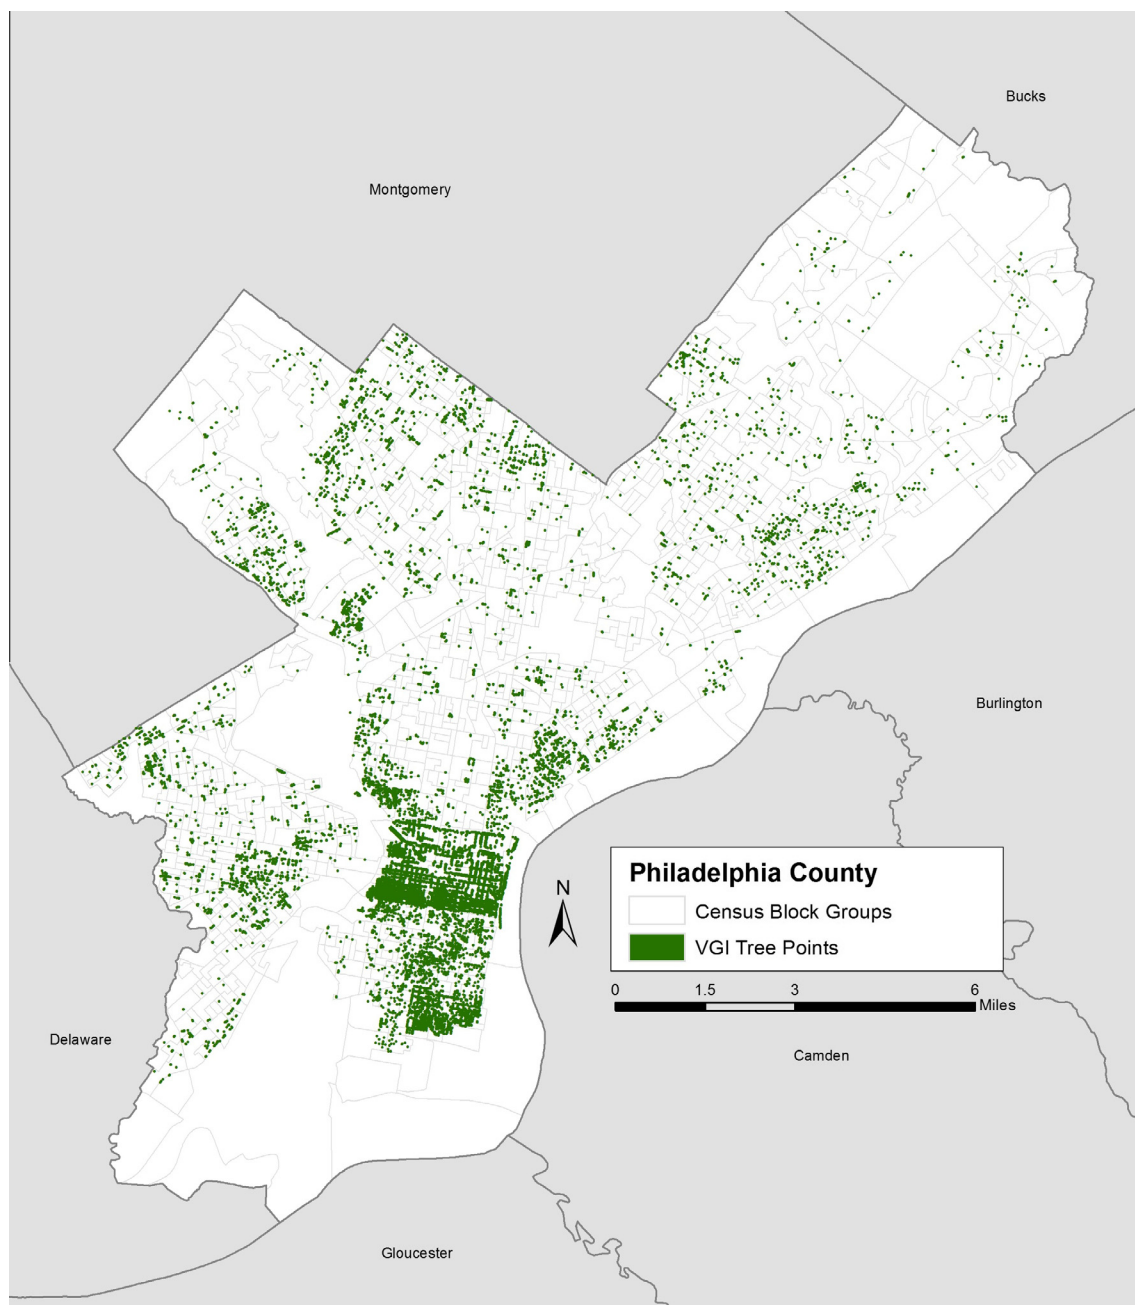 Bucks
Montgomery
Burlington
Philadelphia County
Census Block Groups
VGI Tree Points
N
0 1.5 3 6
Miles
Delaware
Camden
Gloucester